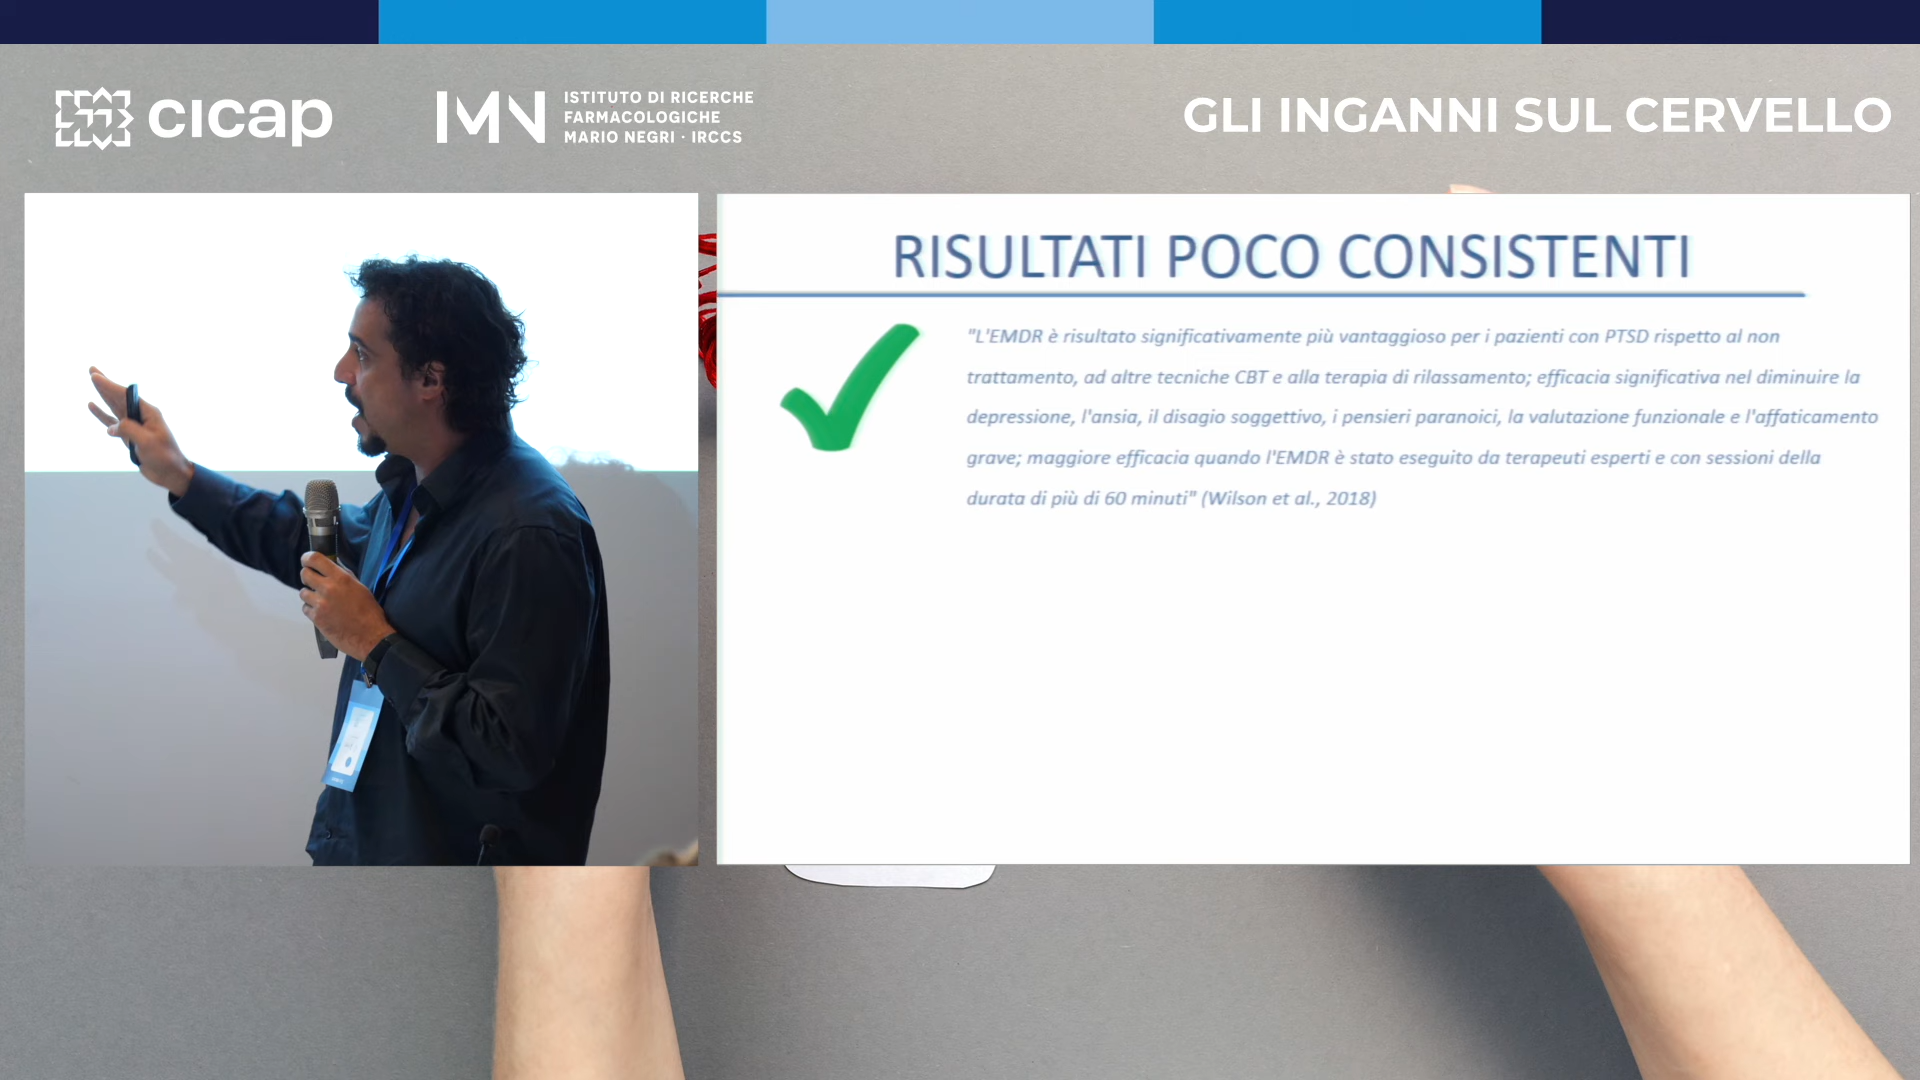 cicap
IMN
ISTITUTO DI RICERCHE
FARMACOLOGICHE
MARIO NEGRI · IRCCS
GLI INGANNI SUL CERVELLO
RISULTATI POCO CONSISTENTI
"L'EMDR è risultato significativamente più vantaggioso per i pazienti con PTSD rispetto al non
trattamento, ad altre tecniche CBT e alla terapia di rilassamento; efficacia significativa nel diminuire la
depressione, l'ansia, il disagio soggettivo, i pensieri paranoici, la valutazione funzionale e l'affaticamento
grave; maggiore efficacia quando l'EMDR è stato eseguito da terapeuti esperti e con sessioni della
durata di più di 60 minuti" (Wilson et al., 2018)